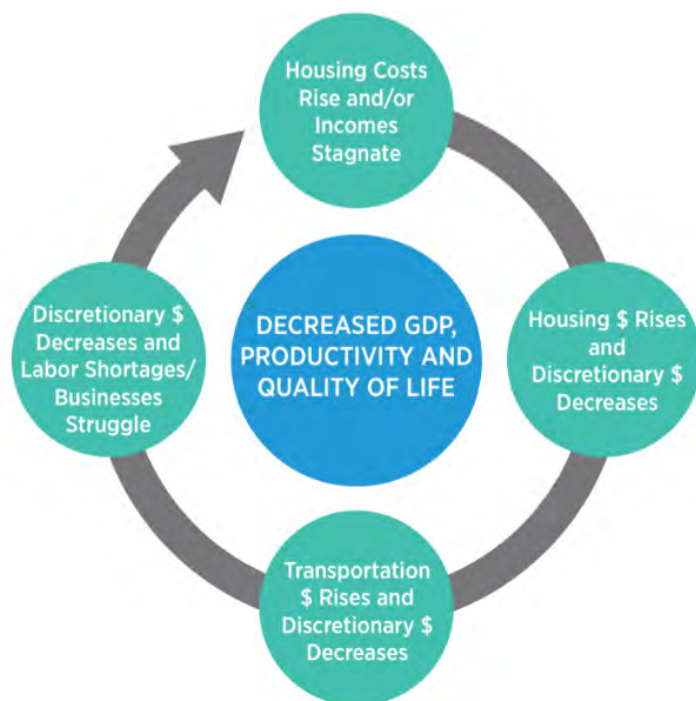 Housing Costs
Rise and/or
Incomes
Stagnate
Housing $ Rises
and
Discretionary $
Decreases
Transportation
$ Rises and
Discretionary $
Decreases
Discretionary $
Decreases and
Labor Shortages/
Businesses
Struggle
DECREASED GDP,
PRODUCTIVITY AND
QUALITY OF LIFE